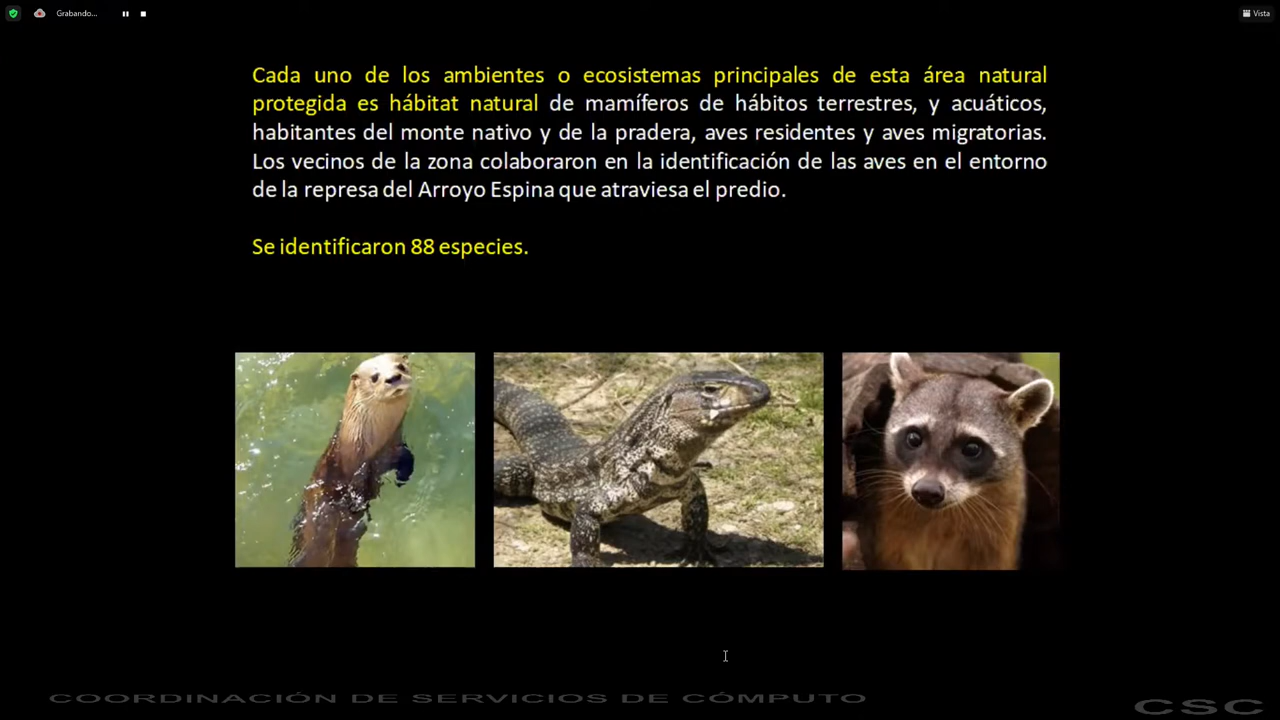 Grabando...
Vista
Cada uno de los ambientes o ecosistemas principales de esta área natural
protegida es hábitat natural de mamíferos de hábitos terrestres, y acuáticos,
habitantes del monte nativo y de la pradera, aves residentes y aves migratorias.
Los vecinos de la zona colaboraron en la identificación de las aves en el entorno
de la represa del Arroyo Espina que atraviesa el predio.
Se identificaron 88 especies.
COORDINACIÓN DE SERVICIOS DE CÓMPUTO
CSC